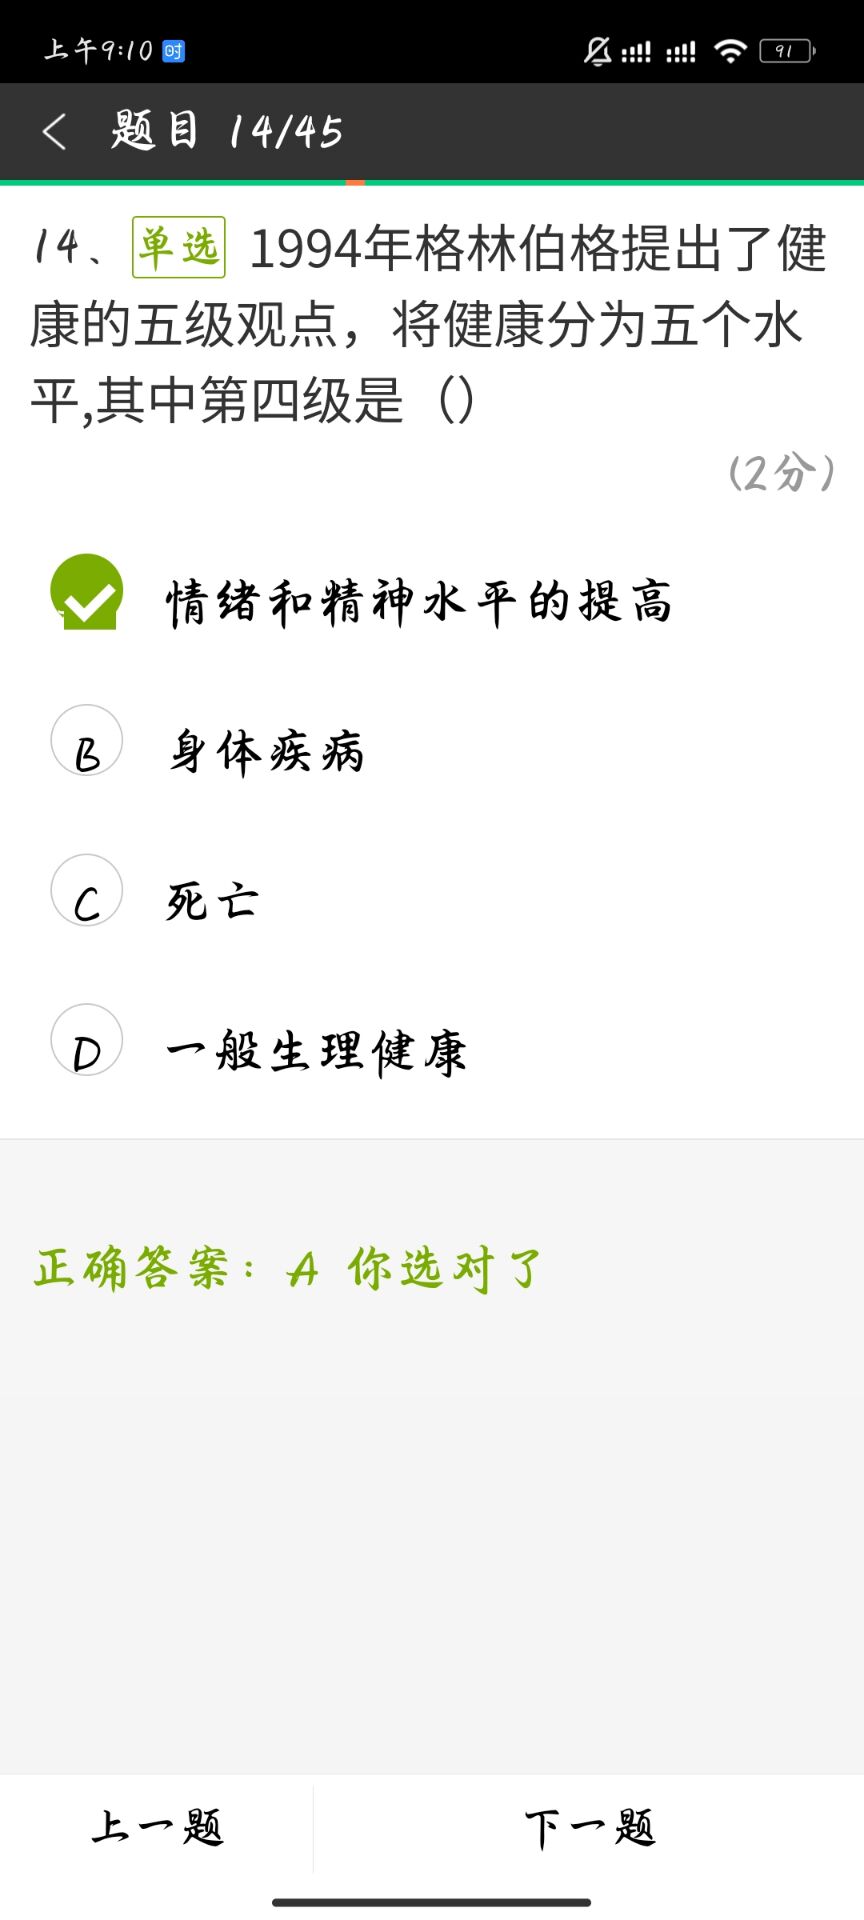 上午9:10 时 91
题目 14/45
14、单选 1994年格林伯格提出了健
康的五级观点，将健康分为五个水
平,其中第四级是（）
(2分)
情绪和精神水平的提高
B 身体疾病
C 死亡
D 一般生理健康
正确答案：A 你选对了
上一题 下一题